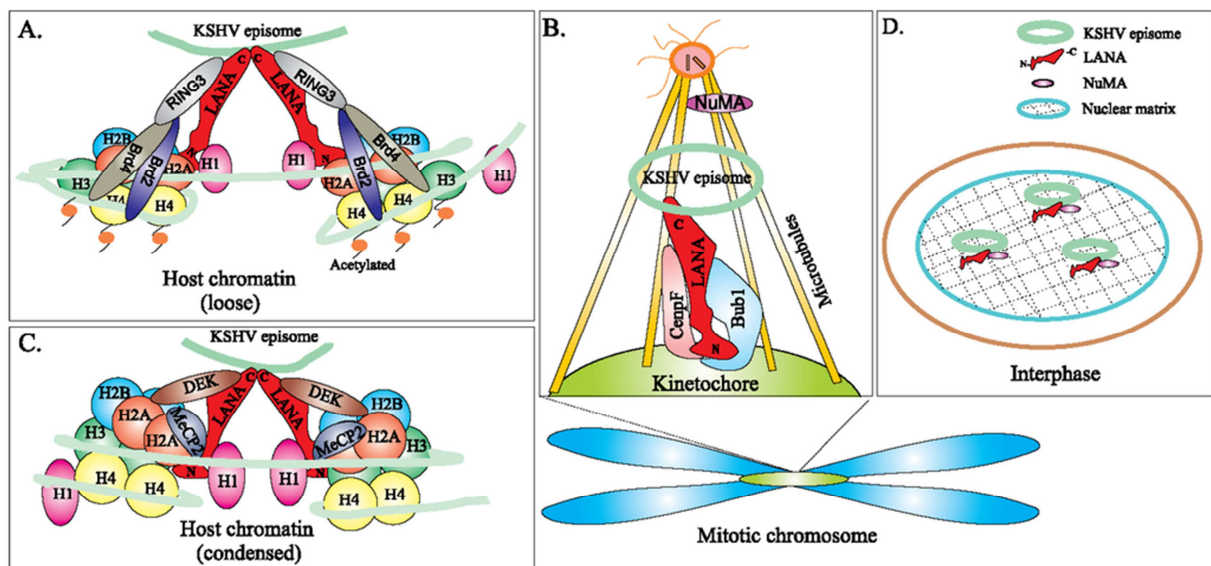 A.
KSHV episome
C
C
RING3
LANA
LANA
RING3
H2B
H2B
Brd4
Brd2
Brd2
Brd4
N
N
H2A
H1
H1
H2A
H3
H3
H1
H4
H4
H4
Acetylated
Host chromatin
(loose)
B.
NuMA
KSHV episome
C
LANA
CenpF
Bub1
N
Microtubules
Kinetochore
Mitotic chromosome
C.
KSHV episome
C
C
DEK
DEK
LANA
LANA
H2B
H2B
H2A
MeCP2
MeCP2
H2A
H3
H2A
H3
N
N
H1
H1
H1
H4
H4
H4
H4
Host chromatin
(condensed)
D.
KSHV episome
N-
-C
LANA
NuMA
Nuclear matrix
Interphase